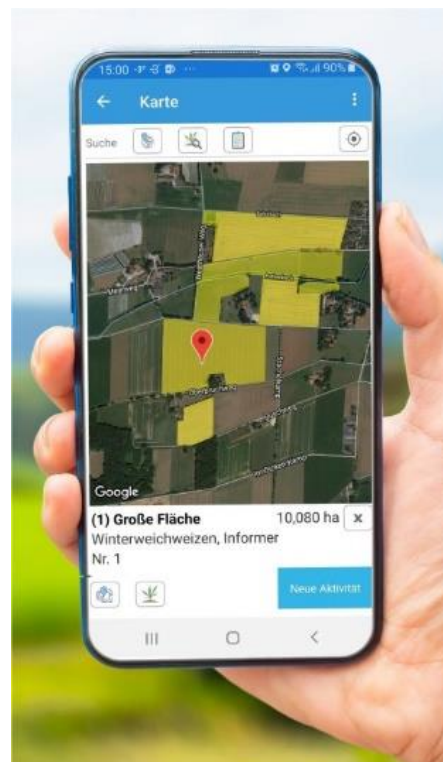 15:00
90%
Karte
Suche
Google
(1) Große Fläche 10,080 ha x
Winterweichweizen, Informer
Nr. 1
Neue Aktivität